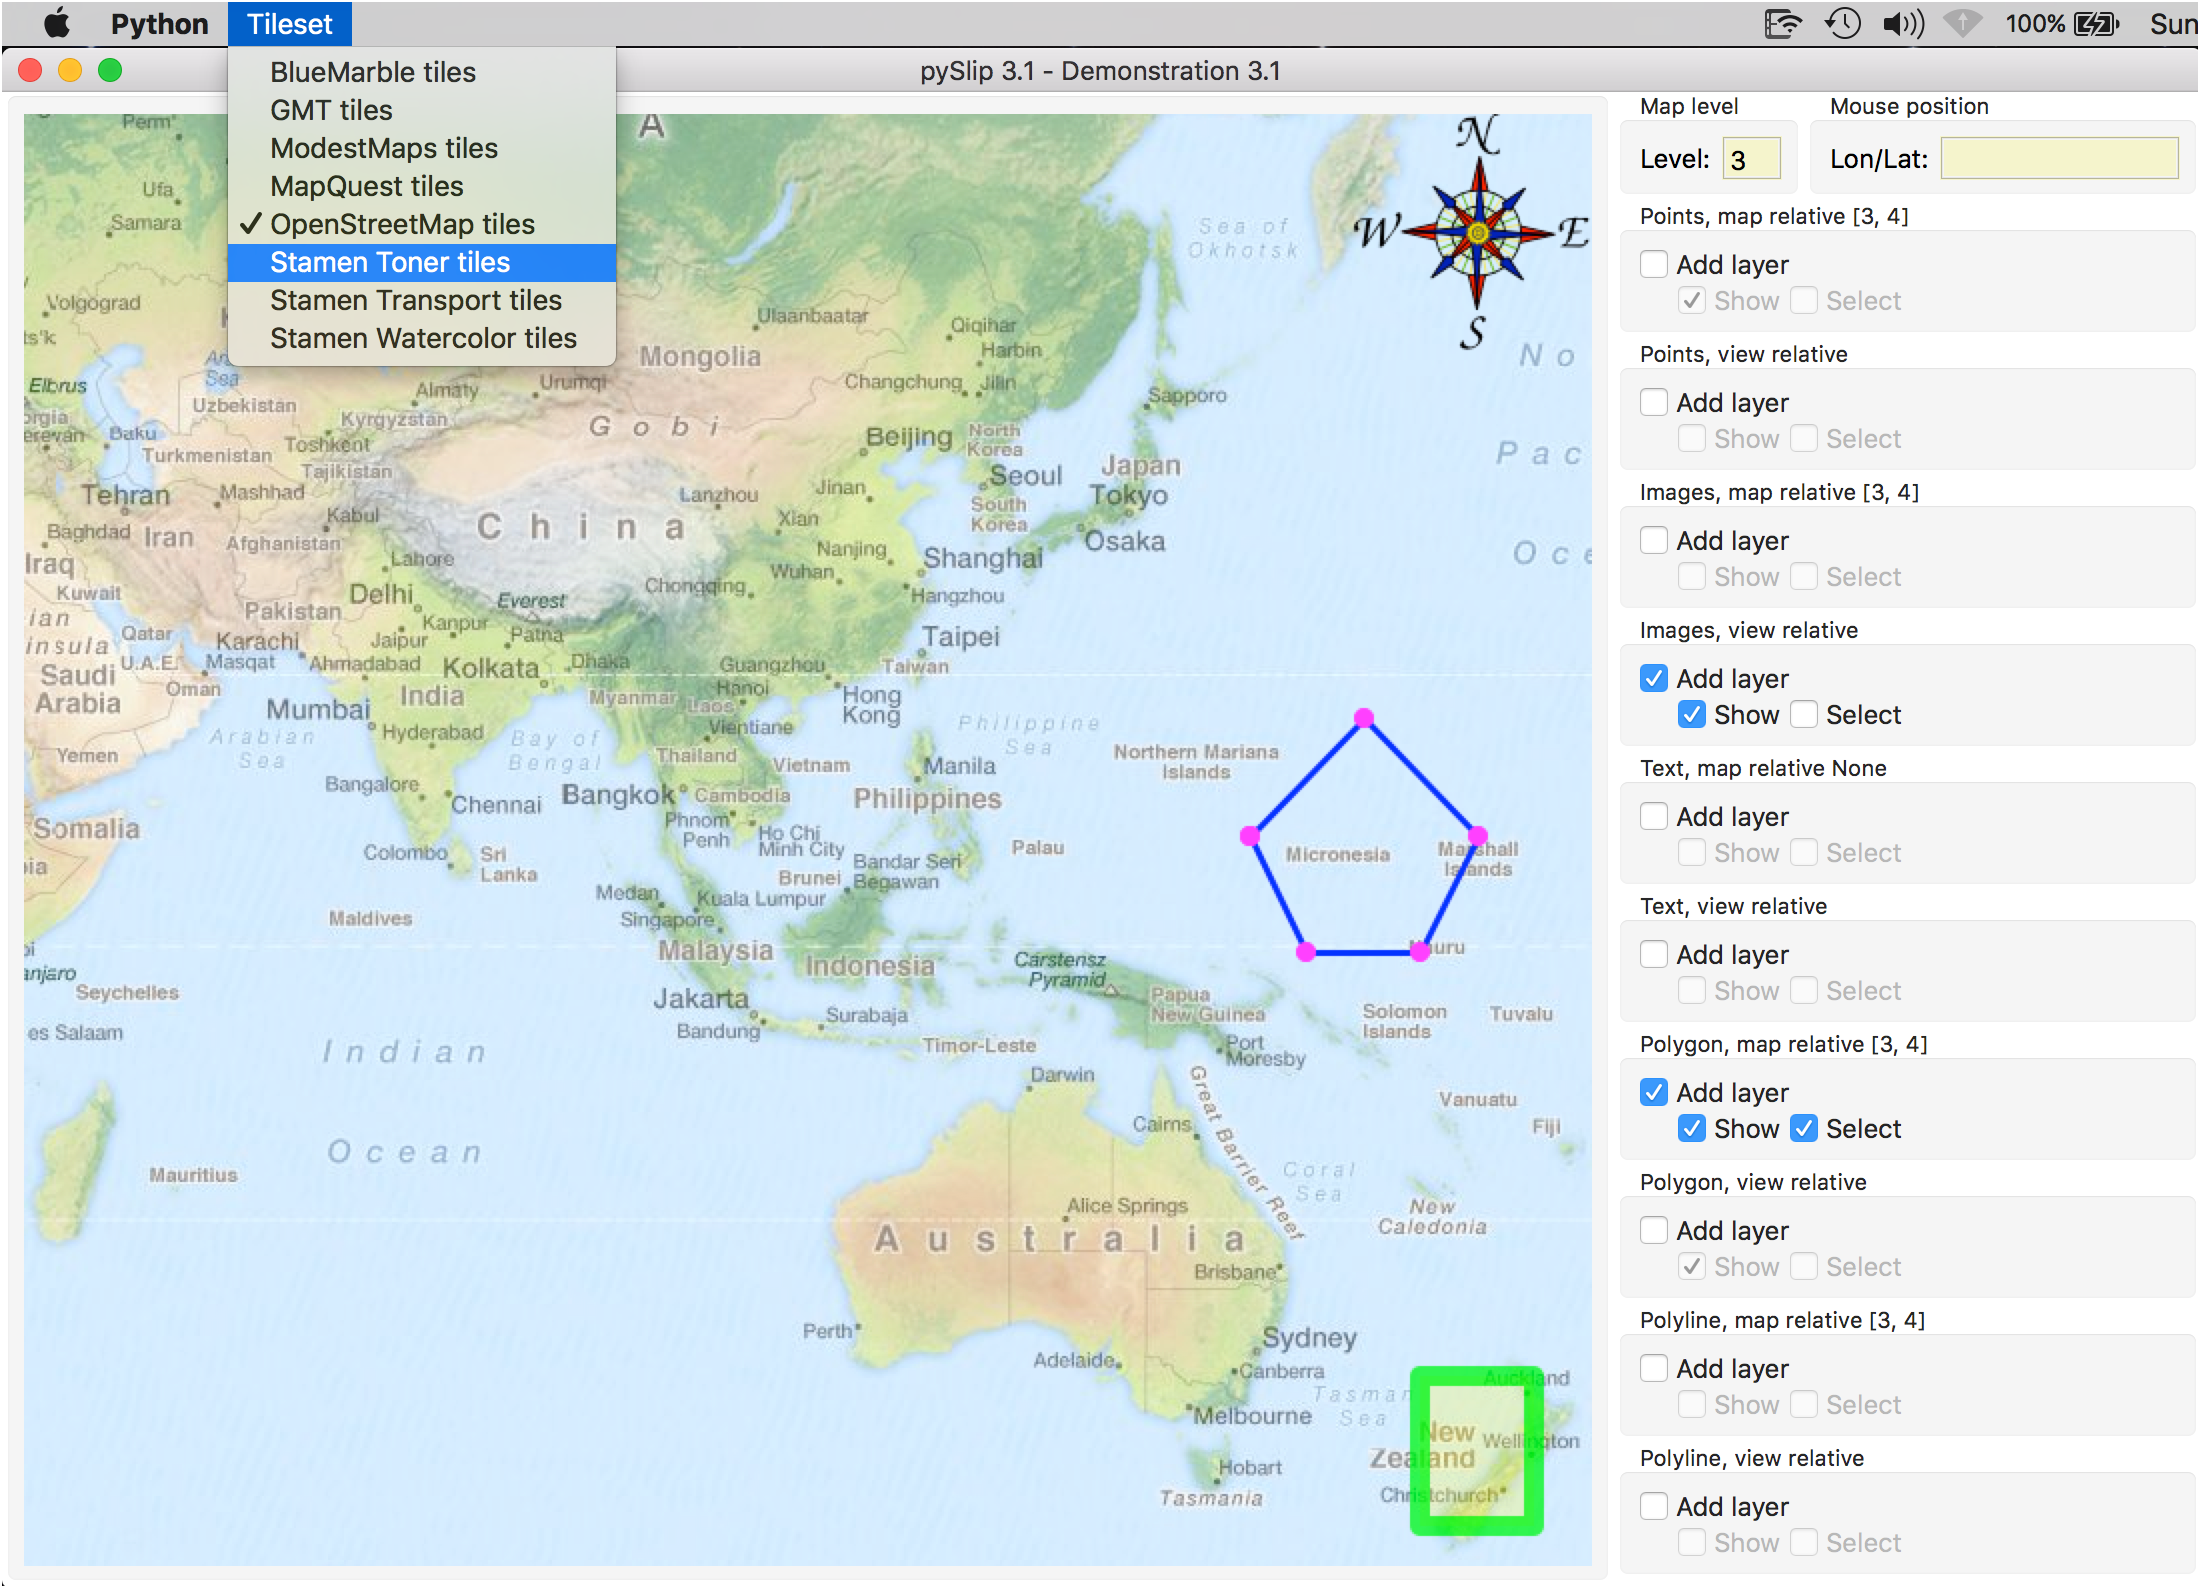 Python Tileset 100% Sun
pySlip 3.1 - Demonstration 3.1
BlueMarble tiles
GMT tiles
ModestMaps tiles
MapQuest tiles
OpenStreetMap tiles
Stamen Toner tiles
Stamen Transport tiles
Stamen Watercolor tiles
Map level
Level: 3
Mouse position
Lon/Lat:
Points, map relative [3, 4]
Add layer
Show Select
Points, view relative
Add layer
Show Select
Images, map relative [3, 4]
Add layer
Show Select
Images, view relative
Add layer
Show Select
Text, map relative None
Add layer
Show Select
Text, view relative
Add layer
Show Select
Polygon, map relative [3, 4]
Add layer
Show Select
Polygon, view relative
Add layer
Show Select
Polyline, map relative [3, 4]
Add layer
Show Select
Polyline, view relative
Add layer
Show Select
N
W
E
S
Perm'
A
Ufa
Samara
Volgograd
ts'k
Sea of
Okhotsk
Ulaanbaatar
Qiqihar
Harbin
Mongolia
N o
Elbrus
Sea
Almaty
Urumqi
Changchung
Jilin
Uzbekistan
Kyrgyzstan
Sapporo
orgia
erevan
Baku
Toshkent
Gobi
Beijing
North
Korea
Turkmenistan
Tajikistan
Pac
Seoul
Japan
Tehran
Mashhad
Lanzhou
Jinan
Tokyo
South
Korea
Kabul
China
Xian
Baghdad
Iran
Afghanistan
Osaka
Nanjing
Shanghai
Oce
Iraq
Lahore
Wuhan
Chongqing
Kuwait
Delhi
Everest
Hangzhou
ian
insula
Pakistan
Kanpur
Patna
Qatar
Karachi
Jaipur
Taipei
U.A.E.
Masqat
Ahmadabad
Kolkata
Dhaka
Guangzhou
Taiwan
Saudi
Arabia
Oman
India
Myanmar
Hanoi
Laos
Hong
Kong
Mumbai
Vientiane
Philippine
Sea
Hyderabad
Arabian
Sea
Bay of
Bengal
Yemen
Thailand
Vietnam
Manila
Northern Mariana
Islands
Bangalore
Chennai
Bangkok
Cambodia
Philippines
Somalia
Phnom
Penh
Ho Chi
Minh City
Colombo
Sri
Lanka
Bandar Seri
Begawan
Palau
Micronesia
Marshall
Islands
ia
Brunei
Medan
Kuala Lumpur
Maldives
Singapore
Malaysia
Nauru
Indonesia
Carstensz
Pyramid
anjaro
Seychelles
Jakarta
Papua
New Guinea
Surabaja
Solomon
Islands
Tuvalu
es Salaam
Bandung
Timor-Leste
Port
Moresby
Indian
Ocean
Darwin
Great Barrier Reef
Vanuatu
Cairns
Fiji
Mauritius
Coral
Sea
Alice Springs
New
Caledonia
Australia
Brisbane
Perth
Sydney
Adelaide
Canberra
Auckland
Tasman
Sea
Melbourne
New
Zealand
Wellington
Hobart
Christchurch
Tasmania